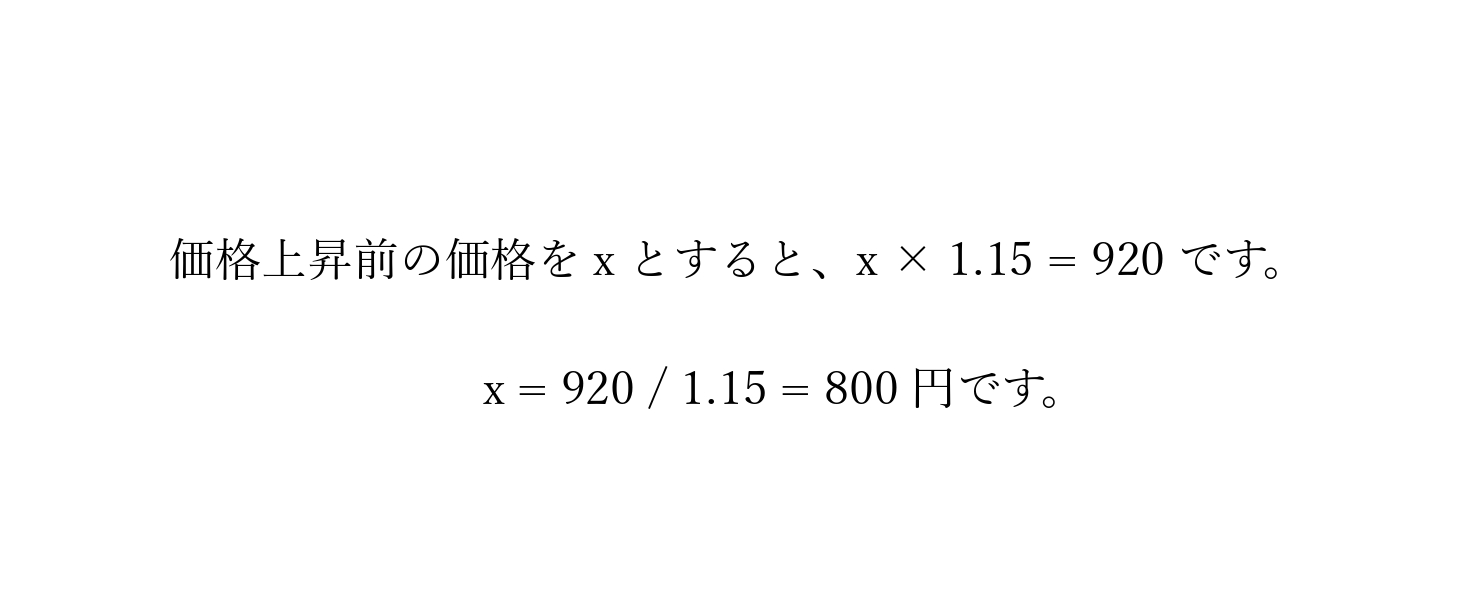 価格上昇前の価格を x とすると、x × 1.15 = 920 です。
x = 920 / 1.15 = 800 円です。